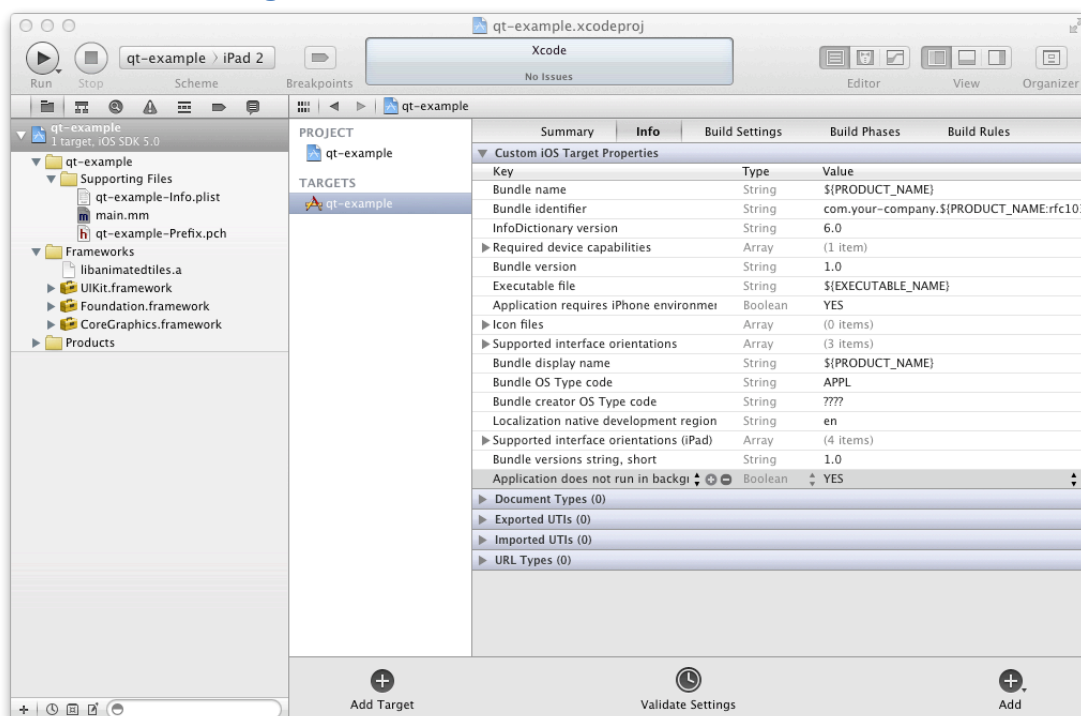 qt-example.xcodeproj
qt-example › iPad 2
Xcode
No Issues
Run
Stop
Scheme
Breakpoints
Editor
View
Organizer
qt-example
qt-example
1 target, iOS SDK 5.0
qt-example
Supporting Files
qt-example-Info.plist
main.mm
qt-example-Prefix.pch
Frameworks
libanimatedtiles.a
UIKit.framework
Foundation.framework
CoreGraphics.framework
Products
PROJECT
qt-example
TARGETS
qt-example
Summary Info Build Settings Build Phases Build Rules
Custom iOS Target Properties
Key Type Value
Bundle name String ${PRODUCT_NAME}
Bundle identifier String com.your-company.${PRODUCT_NAME:rfc103
InfoDictionary version String 6.0
Required device capabilities Array (1 item)
Bundle version String 1.0
Executable file String ${EXECUTABLE_NAME}
Application requires iPhone environmer Boolean YES
Icon files Array (0 items)
Supported interface orientations Array (3 items)
Bundle display name String ${PRODUCT_NAME}
Bundle OS Type code String APPL
Bundle creator OS Type code String ????
Localization native development region String en
Supported interface orientations (iPad) Array (4 items)
Bundle versions string, short String 1.0
Application does not run in backgr Boolean YES
Document Types (0)
Exported UTIs (0)
Imported UTIs (0)
URL Types (0)
Add Target
Validate Settings
Add